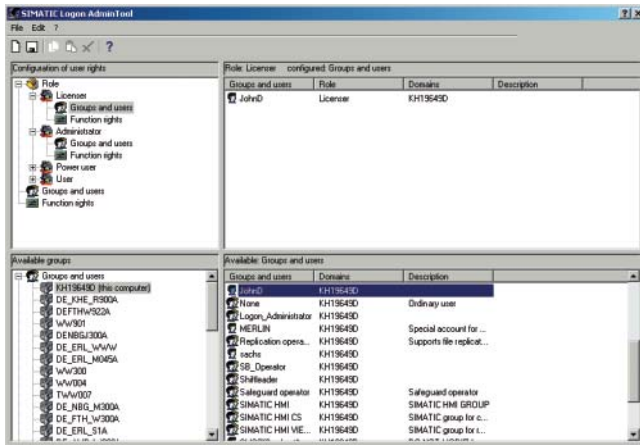 SIMATIC Logon AdminTool
File Edit ?
Configuration of user rights
Role
Licenser
Groups and users
Function rights
Administrator
Groups and users
Function rights
Power user
User
Groups and users
Function rights
Role: Licenser configured: Groups and users
Groups and users Role Domains Description
JohnD Licenser KH19649D
Available groups
Groups and users
KH19649D (this computer)
DE_KHE_R900A
DEFTHW922A
WW901
DENBGJ300A
DE_ERL_WWW
DE_ERL_M045A
WW300
WW004
TWW007
DE_NBG_M300A
DE_FTH_W300A
DE_ERL_S1A
Available: Groups and users
Groups and users Domains Description
JohnD KH19649D
None KH19649D Ordinary user
Logon_Administrator KH19649D
MERLIN KH19649D Special account for ...
Replication opera... KH19649D Supports file replicat...
sachs KH19649D
SB_Operator KH19649D
Shiftleader KH19649D
Safeguard operator KH19649D Safeguard operator
SIMATIC HMI KH19649D SIMATIC HMI GROUP
SIMATIC HMI CS KH19649D SIMATIC group for c...
SIMATIC HMI VIE... KH19649D SIMATIC group for r...